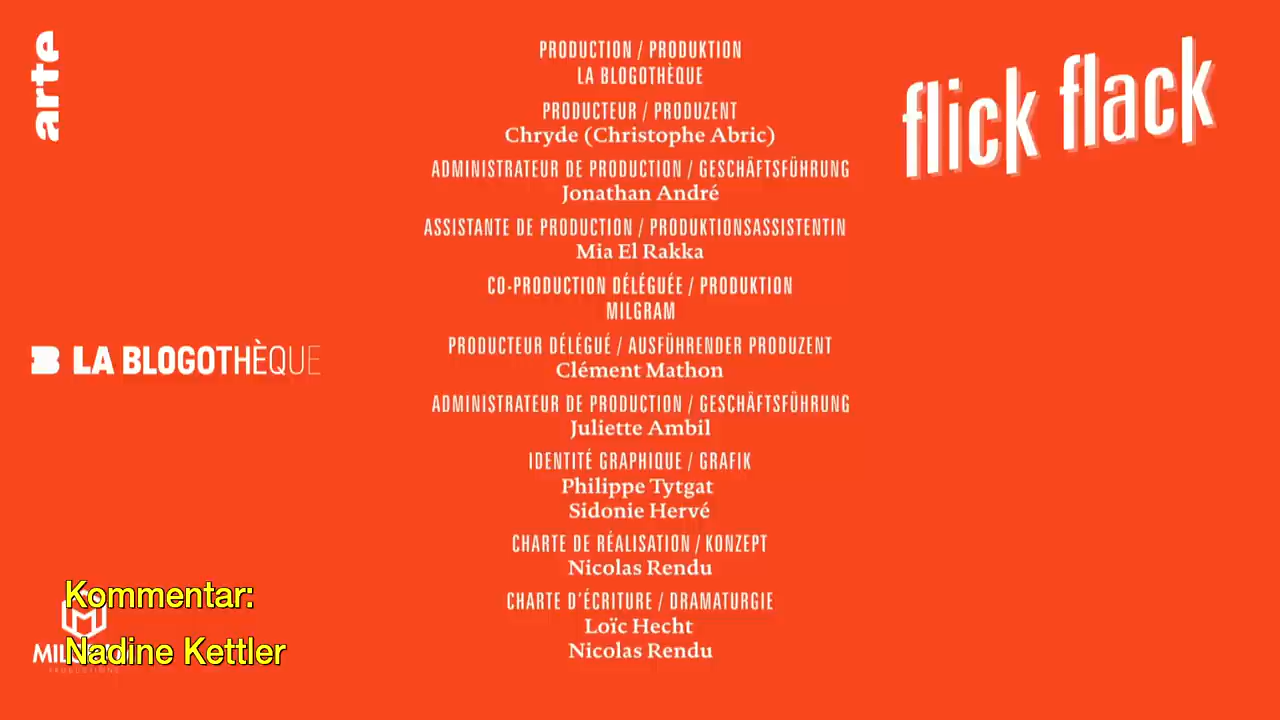 arte
flick flack
PRODUCTION / PRODUKTION
LA BLOGOTHÈQUE
PRODUCTEUR / PRODUZENT
Chryde (Christophe Abric)
ADMINISTRATEUR DE PRODUCTION / GESCHÄFTSFÜHRUNG
Jonathan André
ASSISTANTE DE PRODUCTION / PRODUKTIONSASSISTENTIN
Mia El Rakka
CO-PRODUCTION DÉLÉGUÉE / PRODUKTION
MILGRAM
PRODUCTEUR DÉLÉGUÉ / AUSFÜHRENDER PRODUZENT
Clément Mathon
ADMINISTRATEUR DE PRODUCTION / GESCHÄFTSFÜHRUNG
Juliette Ambil
IDENTITÉ GRAPHIQUE / GRAFIK
Philippe Tytgat
Sidonie Hervé
CHARTE DE RÉALISATION / KONZEPT
Nicolas Rendu
CHARTE D'ÉCRITURE / DRAMATURGIE
Loïc Hecht
Nicolas Rendu
LA BLOGOTHÈQUE
Kommentar:
Nadine Kettler